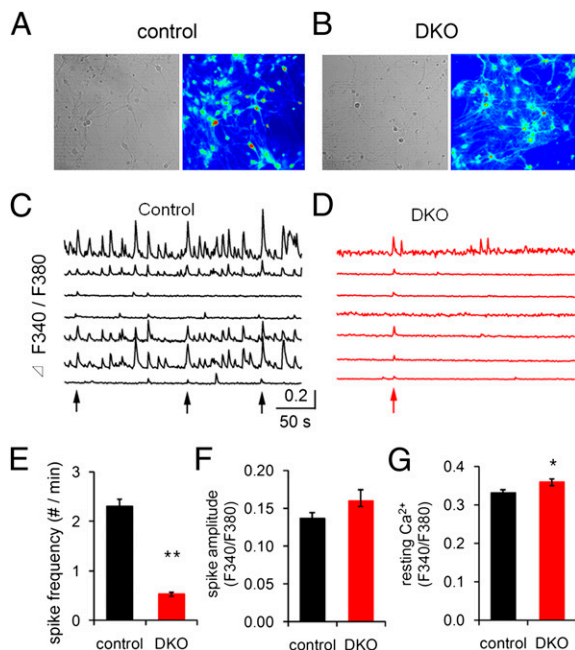 A control B DKO
C Control D DKO
△ F340 / F380
0.2
50 s
E F G
spike frequency (# / min)
3
2
1
0
**
control DKO
spike amplitude
(F340/F380)
0.20
0.15
0.10
0.05
0.00
control DKO
resting Ca²⁺
(F340/F380)
0.4
0.3
0.2
0.1
0.0
*
control DKO